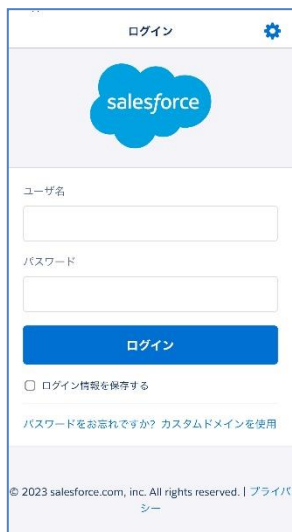 ログイン
salesforce
ユーザ名
パスワード
ログイン
ログイン情報を保存する
パスワードをお忘れですか? カスタムドメインを使用
© 2023 salesforce.com, inc. All rights reserved. | プライバ
シー